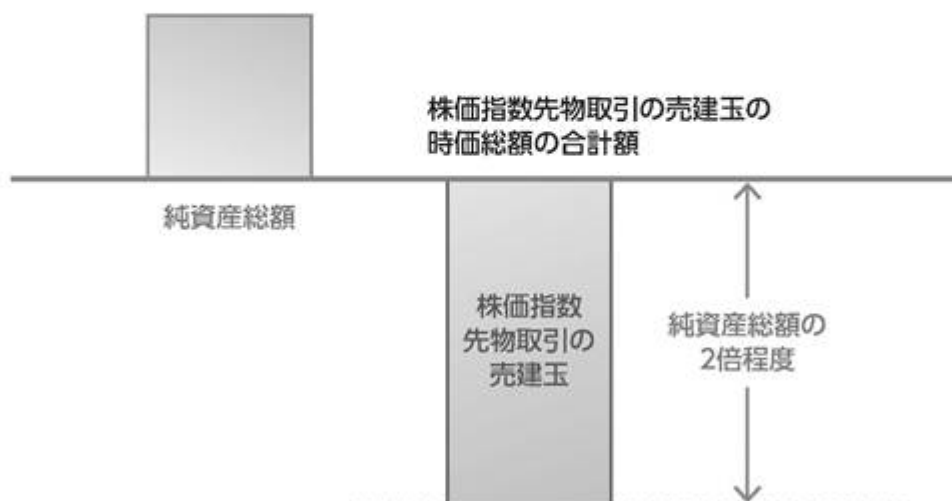 株価指数先物取引の売建玉の
時価総額の合計額
純資産総額
株価指数
先物取引の
売建玉
純資産総額の
2倍程度